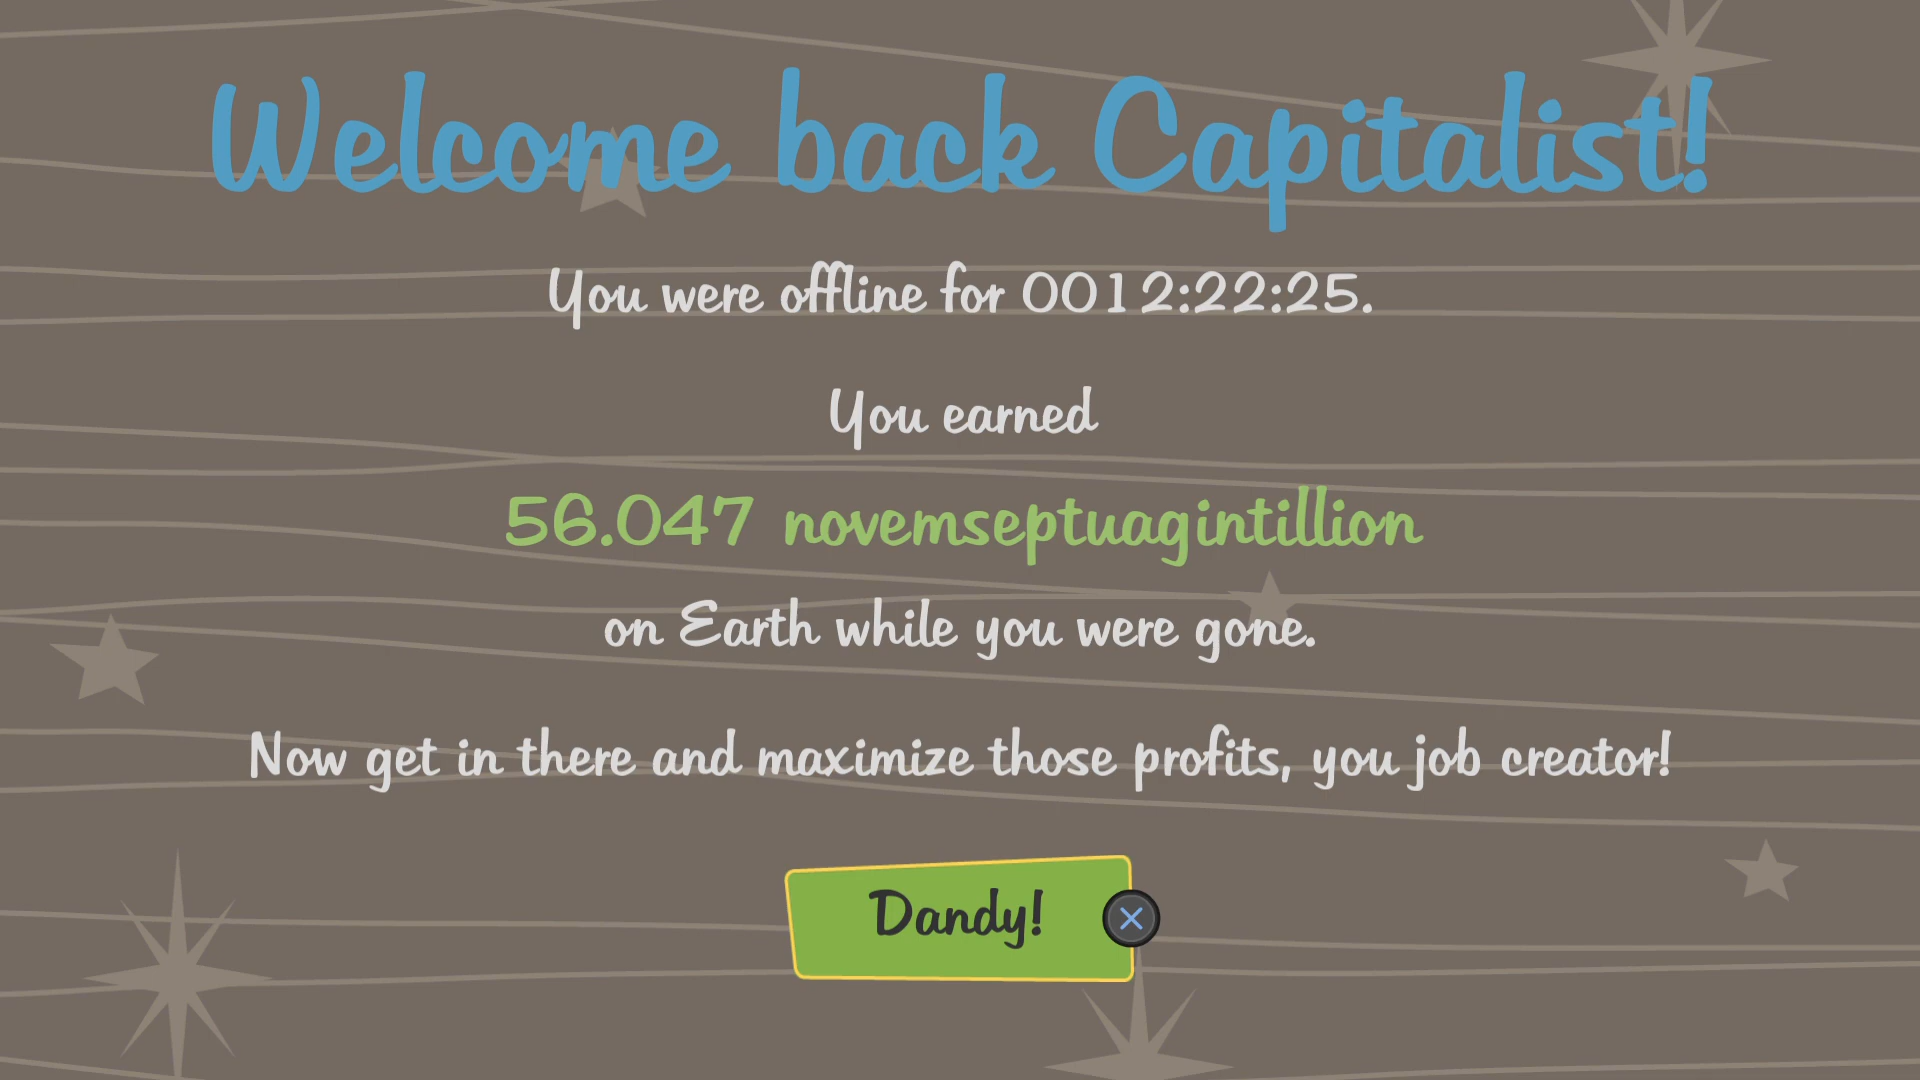 Welcome back Capitalist!
You were offline for 0012:22:25.
You earned
56.047 novemseptuagintillion
on Earth while you were gone.
Now get in there and maximize those profits, you job creator!
Dandy!